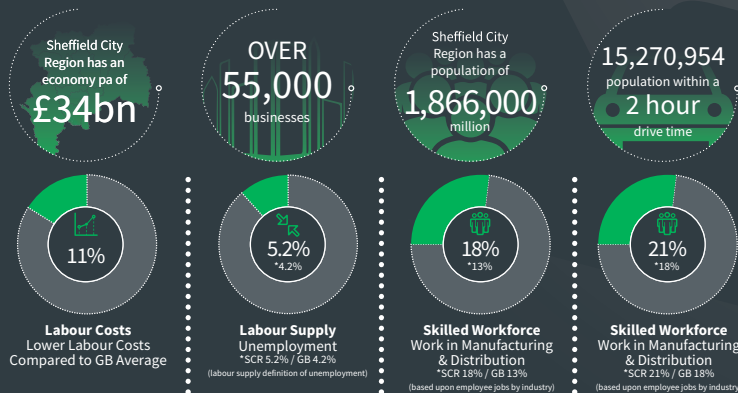 Sheffield City
Region has an
economy pa of
£34bn
OVER
55,000
businesses
Sheffield City
Region has a
population of
1,866,000
million
15,270,954
population within a
2 hour
drive time
11%
Labour Costs
Lower Labour Costs
Compared to GB Average
5.2%
*4.2%
Labour Supply
Unemployment
*SCR 5.2% / GB 4.2%
(labour supply definition of unemployment)
18%
*13%
Skilled Workforce
Work in Manufacturing
& Distribution
*SCR 18% / GB 13%
(based upon employee jobs by industry)
21%
*18%
Skilled Workforce
Work in Manufacturing
& Distribution
*SCR 21% / GB 18%
(based upon employee jobs by industry)